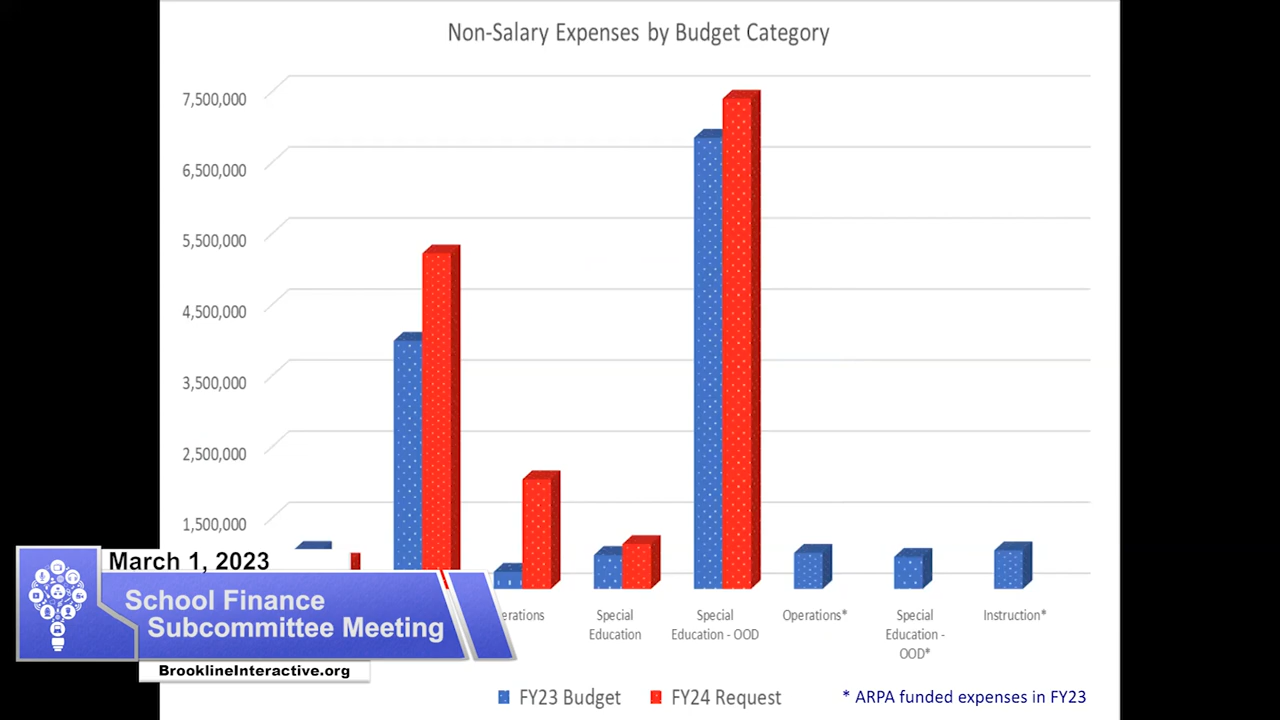 Non-Salary Expenses by Budget Category
7,500,000
6,500,000
5,500,000
4,500,000
3,500,000
2,500,000
1,500,000
March 1, 2023
School Finance
Subcommittee Meeting
BrooklineInteractive.org
Special
Education
Special
Education - OOD
Operations*
Special
Education -
OOD*
Instruction*
FY23 Budget
FY24 Request
* ARPA funded expenses in FY23